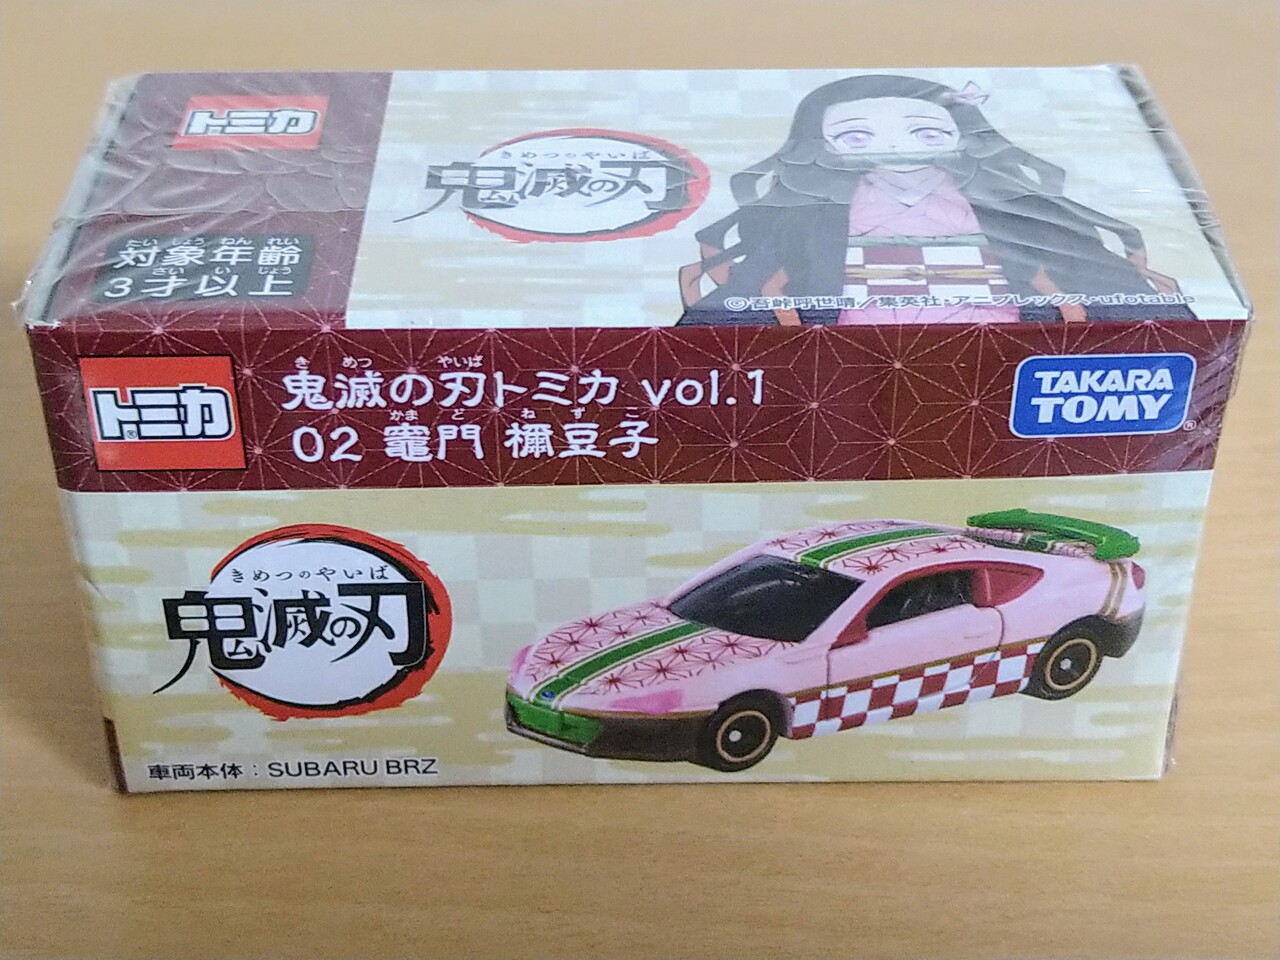 トミカ
きめつのやいば
鬼滅の刃
たいしょうねんれい
対象年齢
さいいじょう
3才以上
©吾峠呼世晴/集英社・アニプレックス・ufotable
トミカ®
きめつ やいば
鬼滅の刃トミカ vol.1
かまど ねずこ
02 竈門 禰豆子
TAKARA
TOMY®
きめつのやいば
鬼滅の刃
車両本体：SUBARU BRZ